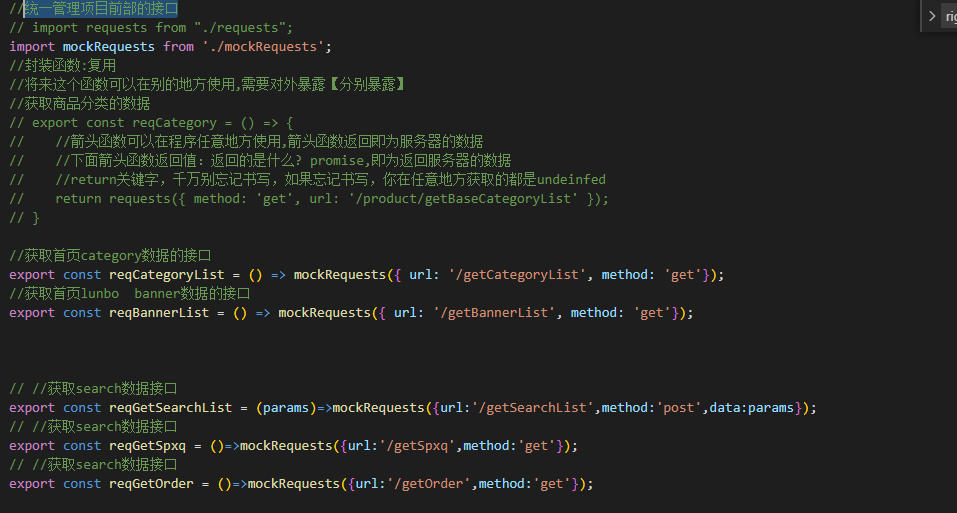 //统一管理项目前部的接口
// import requests from "./requests";
import mockRequests from './mockRequests';
//封装函数:复用
//将来这个函数可以在别的地方使用,需要对外暴露【分别暴露】
//获取商品分类的数据
// export const reqCategory = () => {
//    //箭头函数可以在程序任意地方使用,箭头函数返回即为服务器的数据
//    //下面箭头函数返回值：返回的是什么? promise,即为返回服务器的数据
//    //return关键字，千万别忘记书写，如果忘记书写，你在任意地方获取的都是undeinfed
//    return requests({ method: 'get', url: '/product/getBaseCategoryList' });
// }
//获取首页category数据的接口
export const reqCategoryList = () => mockRequests({ url: '/getCategoryList', method: 'get'});
//获取首页lunbo  banner数据的接口
export const reqBannerList = () => mockRequests({ url: '/getBannerList', method: 'get'});
// //获取search数据接口
export const reqGetSearchList = (params)=>mockRequests({url:'/getSearchList',method:'post',data:params});
// //获取search数据接口
export const reqGetSpxq = ()=>mockRequests({url:'/getSpxq',method:'get'});
// //获取search数据接口
export const reqGetOrder = ()=>mockRequests({url:'/getOrder',method:'get'});